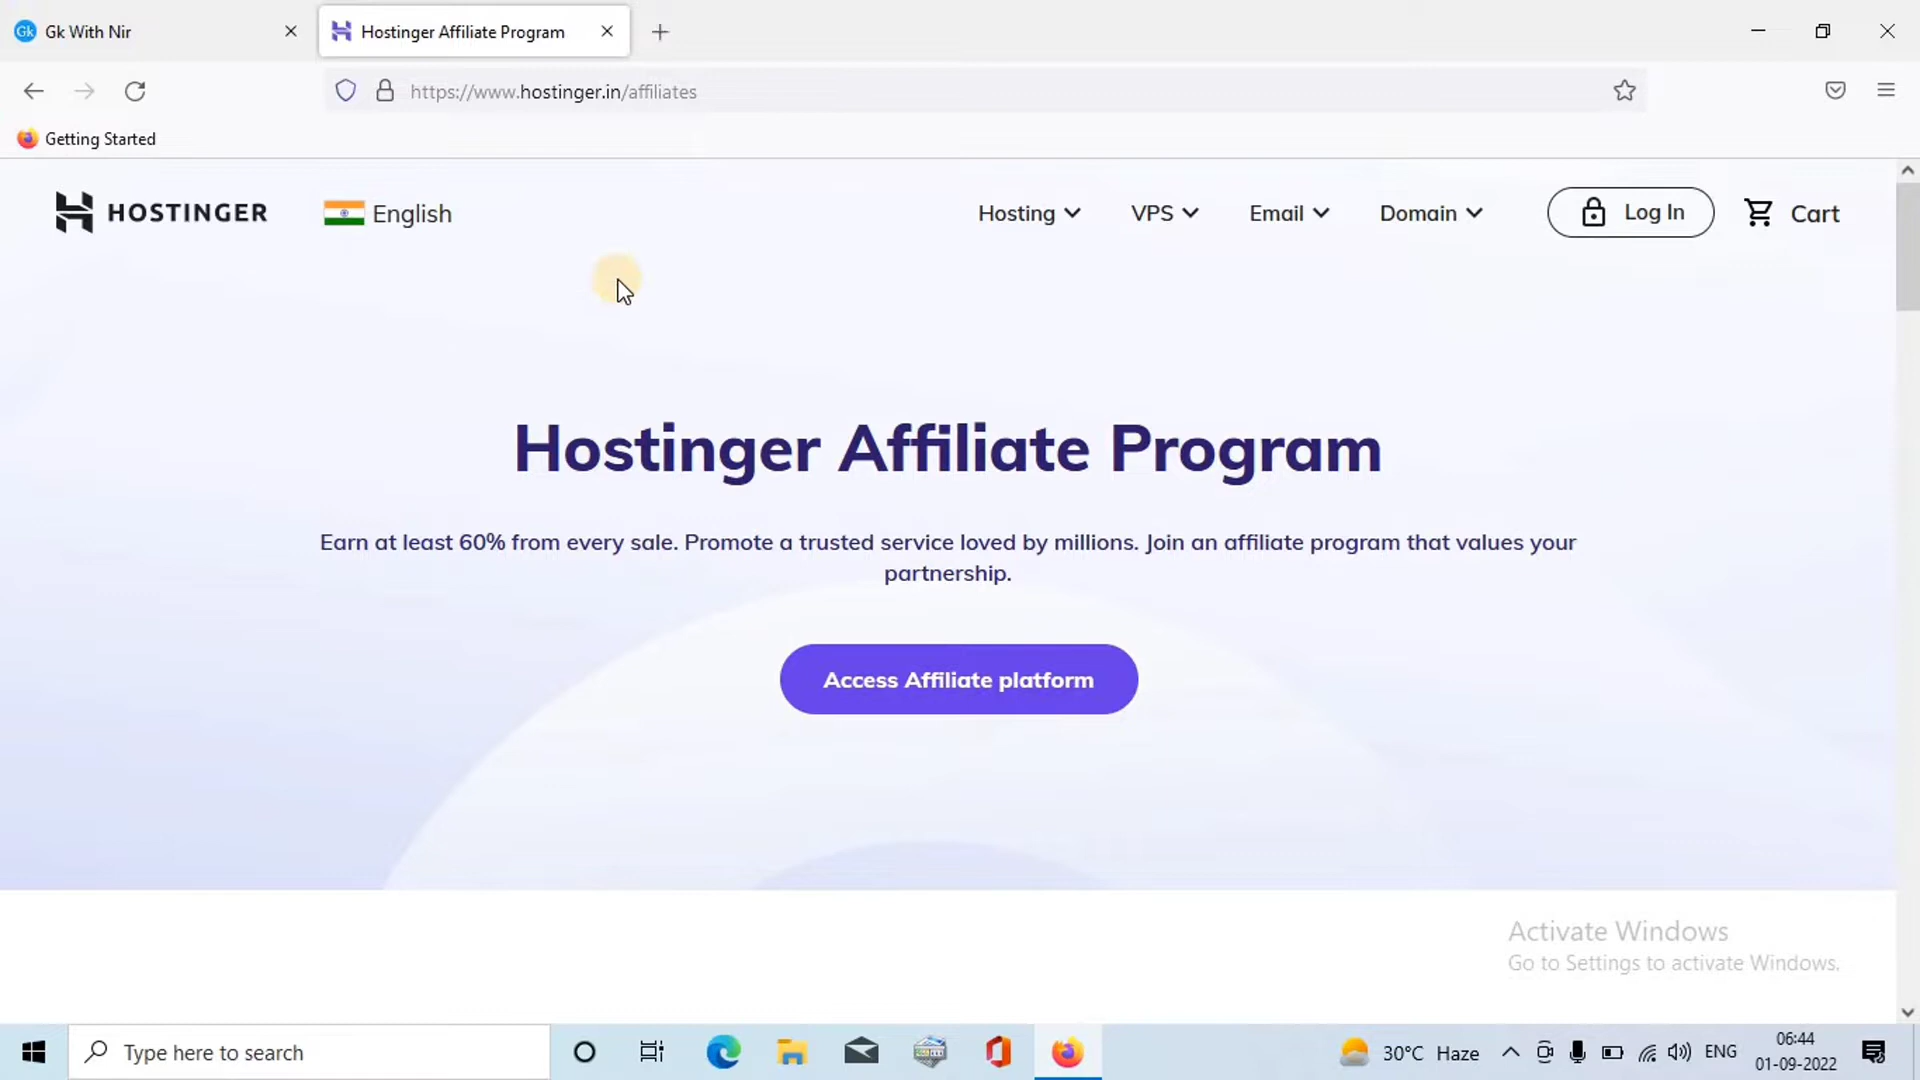 Gk With Nir
Hostinger Affiliate Program
https://www.hostinger.in/affiliates
Getting Started
HOSTINGER
English
Hosting
VPS
Email
Domain
Log In
Cart
Hostinger Affiliate Program
Earn at least 60% from every sale. Promote a trusted service loved by millions. Join an affiliate program that values your
partnership.
Access Affiliate platform
Activate Windows
Go to Settings to activate Windows.
Type here to search
30°C Haze
ENG
06:44
01-09-2022